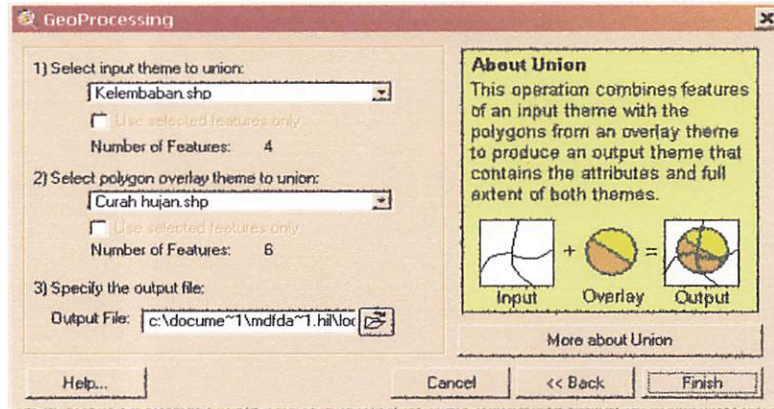 GeoProcessing
1) Select input theme to union:
Kelembaban.shp
Use selected features only
Number of Features: 4
2) Select polygon overlay theme to union:
Curah hujan.shp
Use selected features only
Number of Features: 6
3) Specify the output file:
Output File: c:\docume~1\mdfda~1.hil\loc
About Union
This operation combines features
of an input theme with the
polygons from an overlay theme
to produce an output theme that
contains the attributes and full
extent of both themes.
+ =
Input Overlay Output
More about Union
Help... Cancel << Back Finish